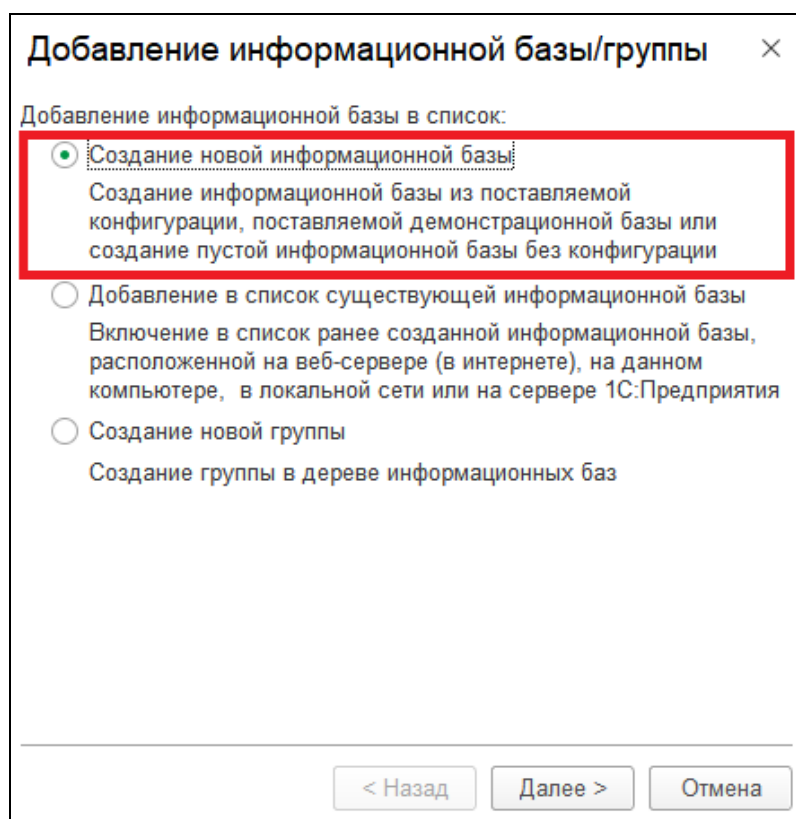 Добавление информационной базы/группы
Добавление информационной базы в список:
Создание новой информационной базы
Создание информационной базы из поставляемой
конфигурации, поставляемой демонстрационной базы или
создание пустой информационной базы без конфигурации
Добавление в список существующей информационной базы
Включение в список ранее созданной информационной базы,
расположенной на веб-сервере (в интернете), на данном
компьютере, в локальной сети или на сервере 1С:Предприятия
Создание новой группы
Создание группы в дереве информационных баз
< Назад Далее > Отмена